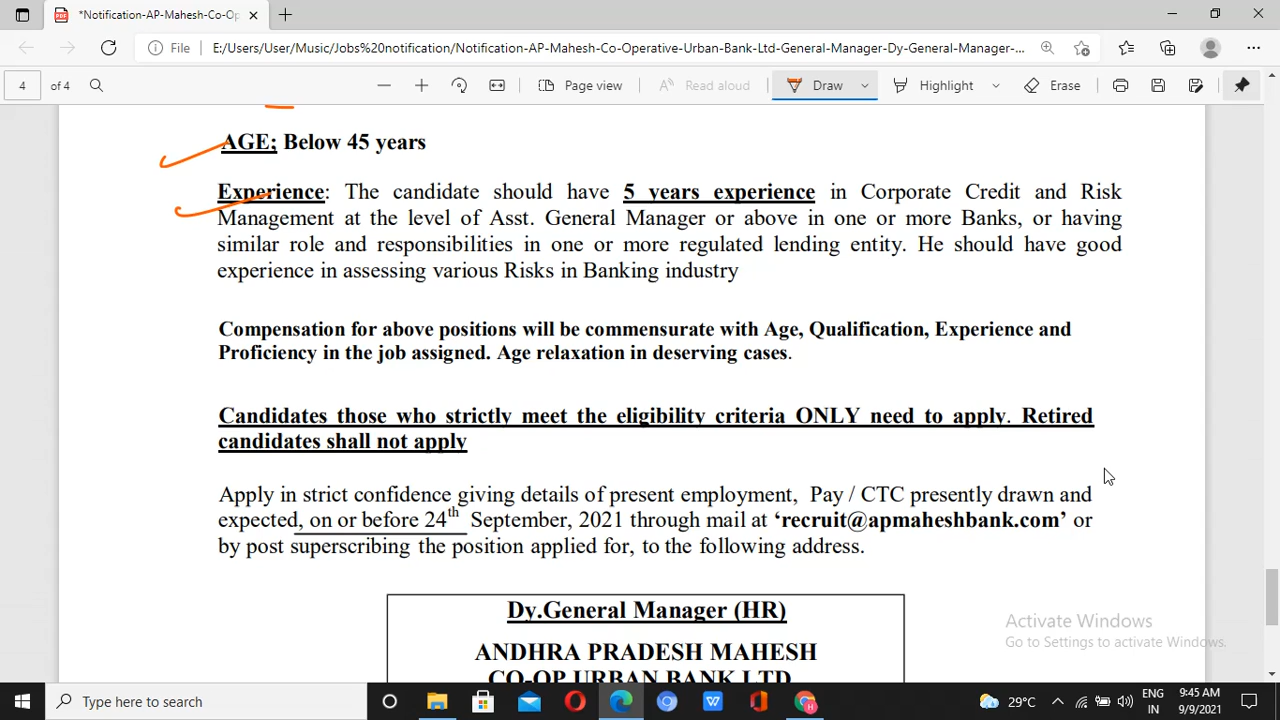 *Notification-AP-Mahesh-Co-Op
File
E:/Users/User/Music/Jobs%20notification/Notification-AP-Mahesh-Co-Operative-Urban-Bank-Ltd-General-Manager-Dy-General-Manager-...
4 of 4
Page view
Read aloud
Draw
Highlight
Erase
AGE; Below 45 years
Experience: The candidate should have 5 years experience in Corporate Credit and Risk
Management at the level of Asst. General Manager or above in one or more Banks, or having
similar role and responsibilities in one or more regulated lending entity. He should have good
experience in assessing various Risks in Banking industry
Compensation for above positions will be commensurate with Age, Qualification, Experience and
Proficiency in the job assigned. Age relaxation in deserving cases.
Candidates those who strictly meet the eligibility criteria ONLY need to apply. Retired
candidates shall not apply
Apply in strict confidence giving details of present employment, Pay / CTC presently drawn and
expected, on or before 24th September, 2021 through mail at ‘recruit@apmaheshbank.com’ or
by post superscribing the position applied for, to the following address.
Dy.General Manager (HR)
ANDHRA PRADESH MAHESH
CO-OP URBAN BANK LTD
Activate Windows
Go to Settings to activate Windows.
Type here to search
29°C
ENG
IN
9:45 AM
9/9/2021